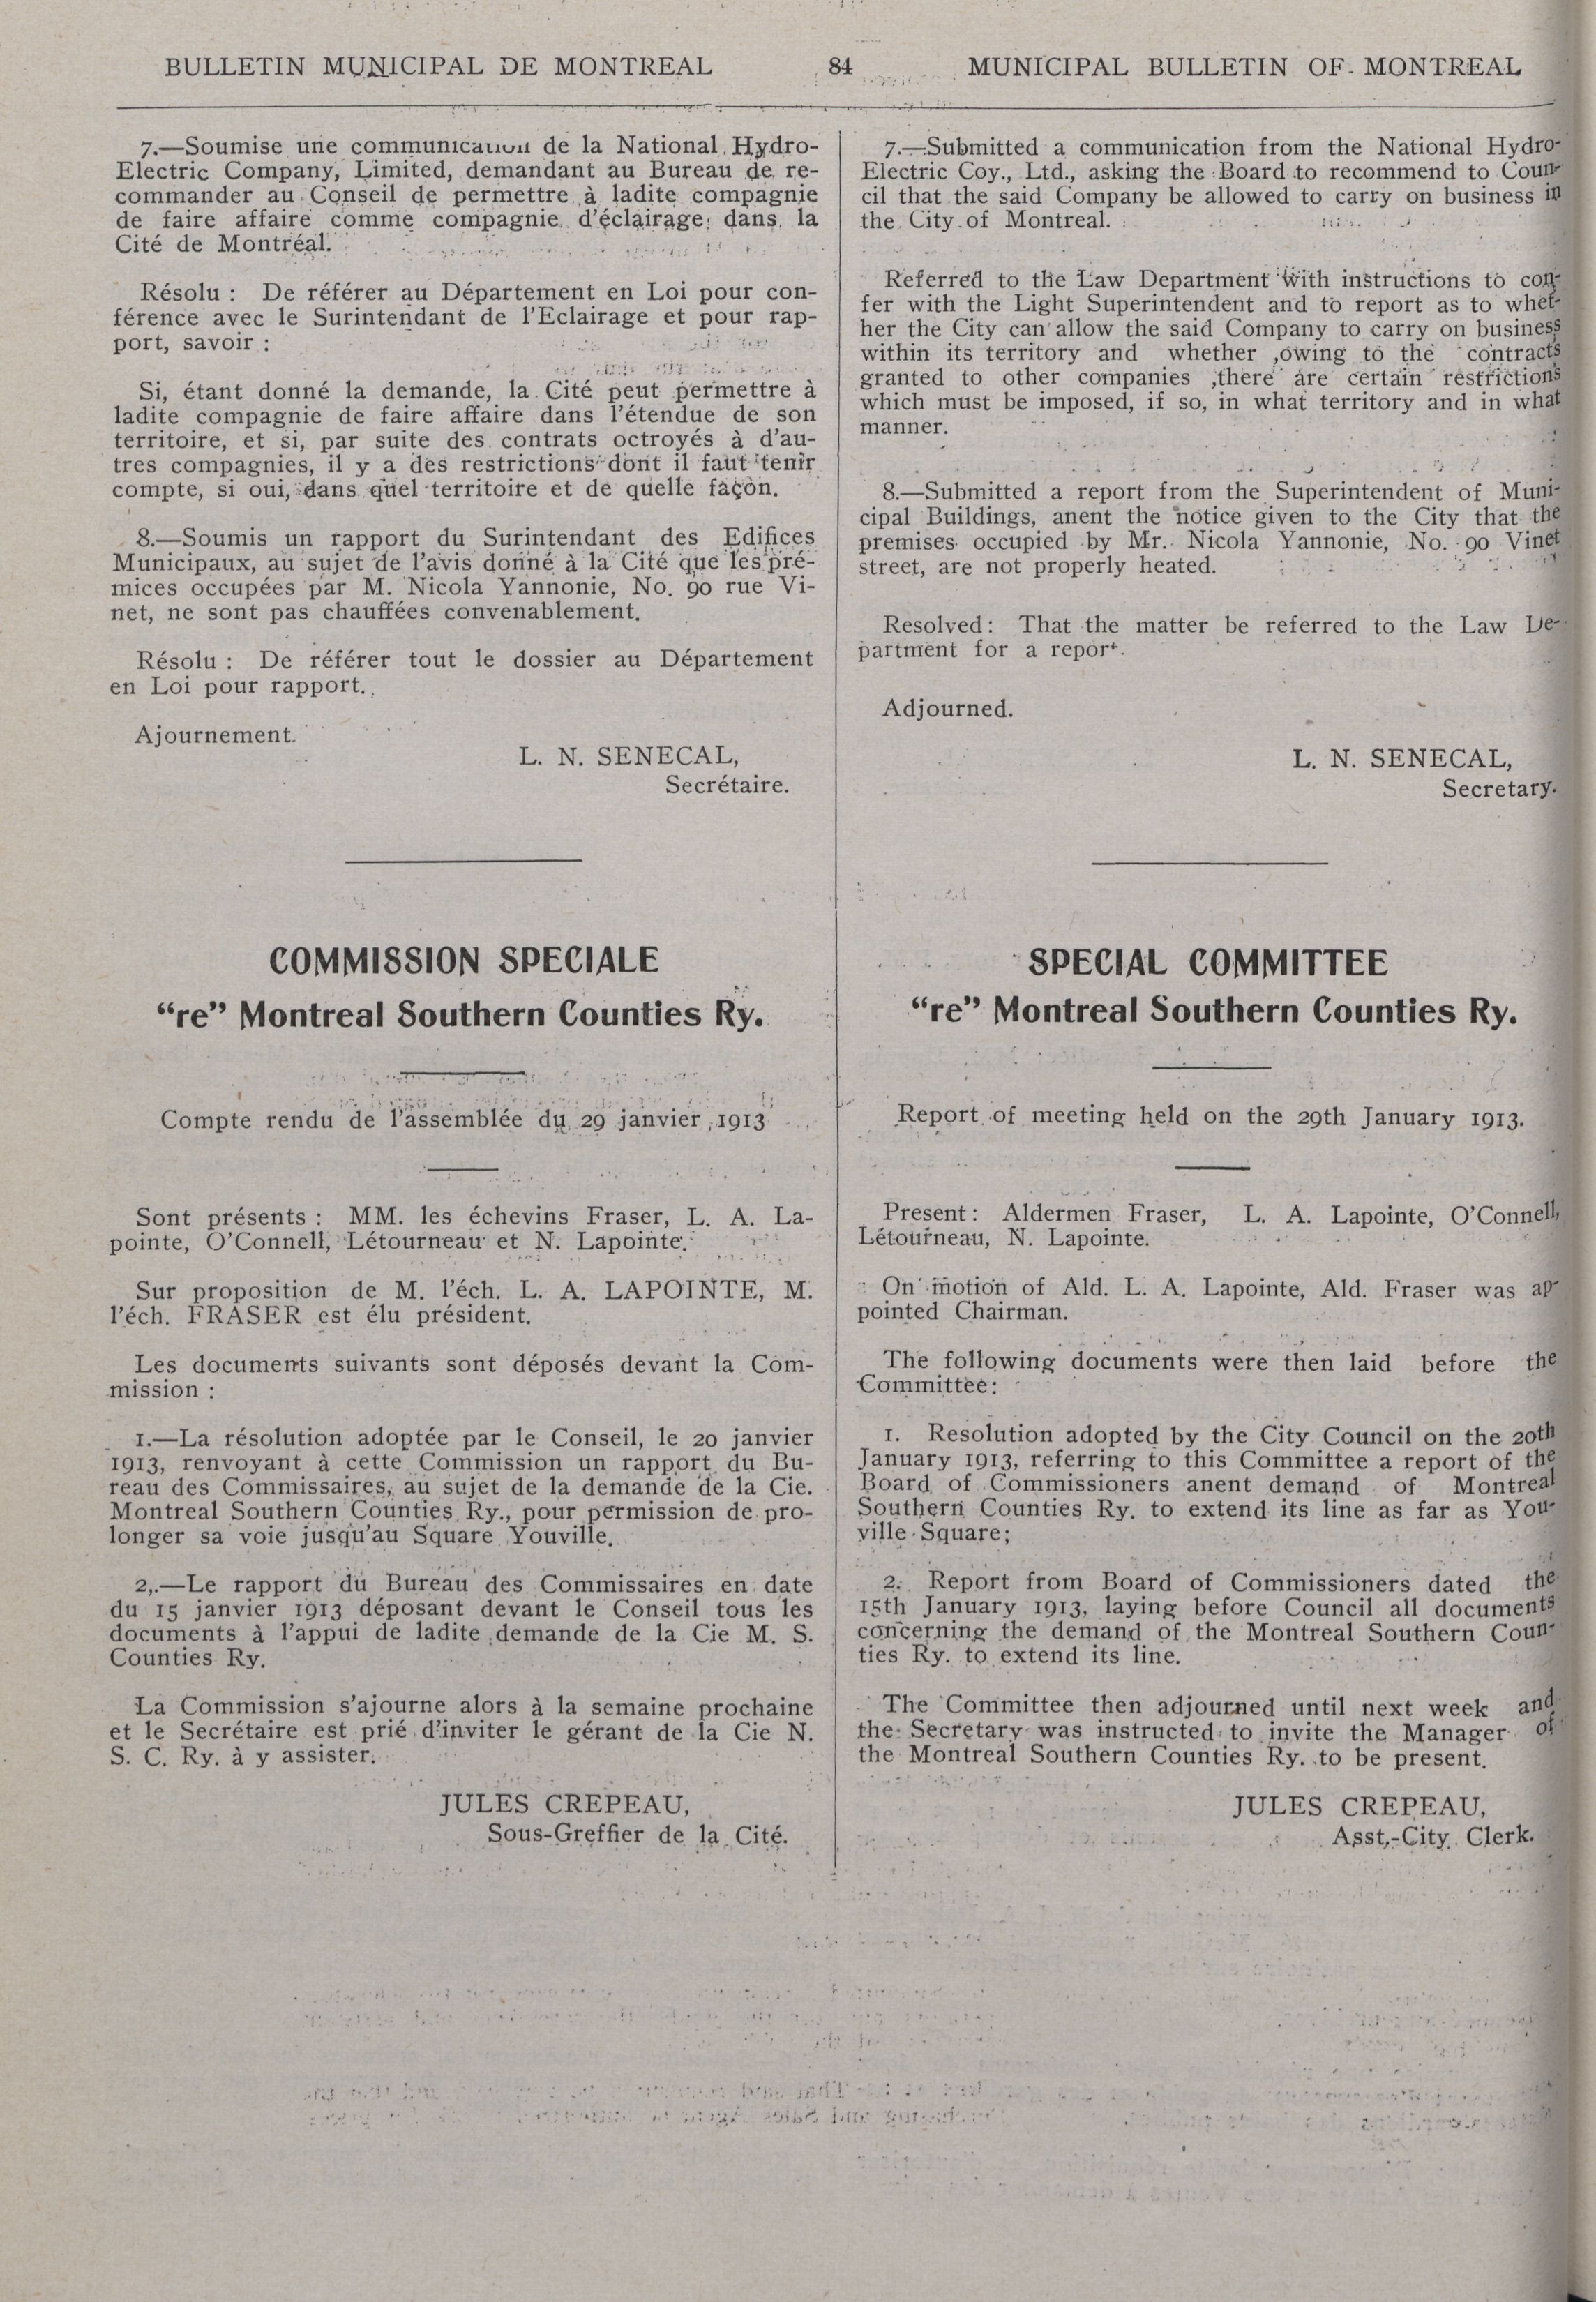 BULLETIN MUNICIPAL DE MONTREAL 84 MUNICIPAL BULLETIN OF MONTREAL
7.—Soumise une communication de la National Hydro-
Electric Company, Limited, demandant au Bureau de re-
commander au Conseil de permettre à ladite compagnie
de faire affaire comme compagnie d'éclairage dans la
Cité de Montréal.
Résolu : De référer au Département en Loi pour con-
férence avec le Surintendant de l'Eclairage et pour rap-
port, savoir :
Si, étant donné la demande, la Cité peut permettre à
ladite compagnie de faire affaire dans l'étendue de son
territoire, et si, par suite des contrats octroyés à d'au-
tres compagnies, il y a des restrictions dont il faut tenir
compte, si oui, dans quel territoire et de quelle façon.
8.—Soumis un rapport du Surintendant des Edifices
Municipaux, au sujet de l'avis donné à la Cité que les pré-
mices occupées par M. Nicola Yannonie, No. 90 rue Vi-
net, ne sont pas chauffées convenablement.
Résolu : De référer tout le dossier au Département
en Loi pour rapport.
Ajournement.
L. N. SENECAL,
Secrétaire.
COMMISSION SPECIALE
"re" Montreal Southern Counties Ry.
Compte rendu de l'assemblée du 29 janvier 1913
Sont présents : MM. les échevins Fraser, L. A. La-
pointe, O'Connell, Létourneau et N. Lapointe.
Sur proposition de M. l'éch. L. A. LAPOINTE, M.
l'éch. FRASER est élu président.
Les documents suivants sont déposés devant la Com-
mission :
1.—La résolution adoptée par le Conseil, le 20 janvier
1913, renvoyant à cette Commission un rapport du Bu-
reau des Commissaires, au sujet de la demande de la Cie.
Montreal Southern Counties Ry., pour permission de pro-
longer sa voie jusqu'au Square Youville.
2,.—Le rapport du Bureau des Commissaires en date
du 15 janvier 1913 déposant devant le Conseil tous les
documents à l'appui de ladite demande de la Cie M. S.
Counties Ry.
La Commission s'ajourne alors à la semaine prochaine
et le Secrétaire est prié d'inviter le gérant de la Cie N.
S. C. Ry. à y assister.
JULES CREPEAU,
Sous-Greffier de la Cité.
7.—Submitted a communication from the National Hydro-
Electric Coy., Ltd., asking the Board to recommend to Coun-
cil that the said Company be allowed to carry on business in
the City of Montreal.
Referred to the Law Department with instructions to con-
fer with the Light Superintendent and to report as to whet-
her the City can allow the said Company to carry on business
within its territory and whether ,owing to the contracts
granted to other companies ,there are certain restrictions
which must be imposed, if so, in what territory and in what
manner.
8.—Submitted a report from the Superintendent of Muni-
cipal Buildings, anent the notice given to the City that the
premises occupied by Mr. Nicola Yannonie, No. 90 Vinet
street, are not properly heated.
Resolved: That the matter be referred to the Law De-
partment for a report.
Adjourned.
L. N. SENECAL,
Secretary.
SPECIAL COMMITTEE
"re" Montreal Southern Counties Ry.
Report of meeting held on the 29th January 1913.
Present: Aldermen Fraser, L. A. Lapointe, O'Connell,
Létourneau, N. Lapointe.
On motion of Ald. L. A. Lapointe, Ald. Fraser was ap-
pointed Chairman.
The following documents were then laid before the
Committee:
1. Resolution adopted by the City Council on the 20th
January 1913, referring to this Committee a report of the
Board of Commissioners anent demand of Montreal
Southern Counties Ry. to extend its line as far as You-
ville Square;
2. Report from Board of Commissioners dated the
15th January 1913, laying before Council all documents
concerning the demand of the Montreal Southern Coun-
ties Ry. to extend its line.
The Committee then adjourned until next week and
the Secretary was instructed to invite the Manager of
the Montreal Southern Counties Ry. to be present.
JULES CREPEAU,
Asst,-City Clerk.